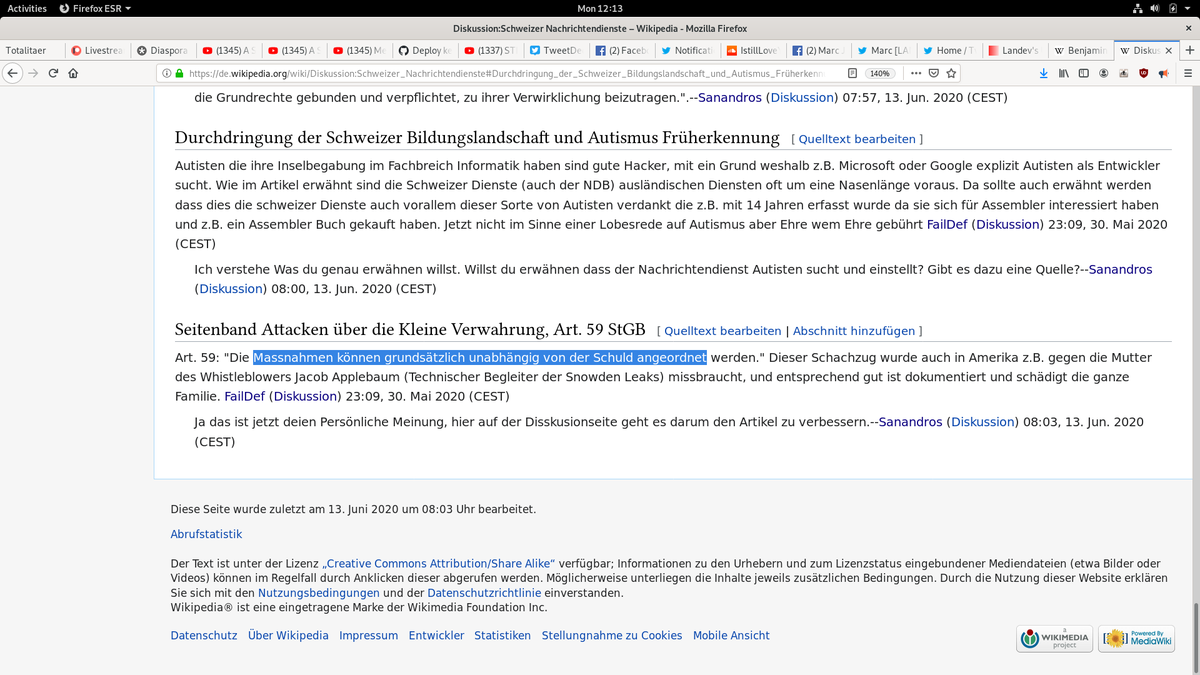 Activities Firefox ESR Mon 12:13
Diskussion:Schweizer Nachrichtendienste – Wikipedia - Mozilla Firefox
Totalitaer Livestrea Diaspora (1345) A S (1345) A S (1345) Me Deploy ke (1337) ST TweetDe (2) Faceb Notificati IstillLove (2) Marc Marc [LA Home / T Landev's Benjamin Diskus
https://de.wikipedia.org/wiki/Diskussion:Schweizer_Nachrichtendienste#Durchdringung_der_Schweizer_Bildungslandschaft_und_Autismus_Früherkennun 140%
die Grundrechte gebunden und verpflichtet, zu ihrer Verwirklichung beizutragen.".--Sanandros (Diskussion) 07:57, 13. Jun. 2020 (CEST)
Durchdringung der Schweizer Bildungslandschaft und Autismus Früherkennung [ Quelltext bearbeiten ]
Autisten die ihre Inselbegabung im Fachbreich Informatik haben sind gute Hacker, mit ein Grund weshalb z.B. Microsoft oder Google explizit Autisten als Entwickler
sucht. Wie im Artikel erwähnt sind die Schweizer Dienste (auch der NDB) ausländischen Diensten oft um eine Nasenlänge voraus. Da sollte auch erwähnt werden
dass dies die schweizer Dienste auch vorallem dieser Sorte von Autisten verdankt die z.B. mit 14 Jahren erfasst wurde da sie sich für Assembler interessiert haben
und z.B. ein Assembler Buch gekauft haben. Jetzt nicht im Sinne einer Lobesrede auf Autismus aber Ehre wem Ehre gebührt FailDef (Diskussion) 23:09, 30. Mai 2020
(CEST)
Ich verstehe Was du genau erwähnen willst. Willst du erwähnen dass der Nachrichtendienst Autisten sucht und einstellt? Gibt es dazu eine Quelle?--Sanandros
(Diskussion) 08:00, 13. Jun. 2020 (CEST)
Seitenband Attacken über die Kleine Verwahrung, Art. 59 StGB [ Quelltext bearbeiten | Abschnitt hinzufügen ]
Art. 59: "Die Massnahmen können grundsätzlich unabhängig von der Schuld angeordnet werden." Dieser Schachzug wurde auch in Amerika z.B. gegen die Mutter
des Whistleblowers Jacob Applebaum (Technischer Begleiter der Snowden Leaks) missbraucht, und entsprechend gut ist dokumentiert und schädigt die ganze
Familie. FailDef (Diskussion) 23:09, 30. Mai 2020 (CEST)
Ja das ist jetzt deien Persönliche Meinung, hier auf der Disskusionseite geht es darum den Artikel zu verbessern.--Sanandros (Diskussion) 08:03, 13. Jun. 2020
(CEST)
Diese Seite wurde zuletzt am 13. Juni 2020 um 08:03 Uhr bearbeitet.
Abrufstatistik
Der Text ist unter der Lizenz „Creative Commons Attribution/Share Alike“ verfügbar; Informationen zu den Urhebern und zum Lizenzstatus eingebundener Mediendateien (etwa Bilder oder
Videos) können im Regelfall durch Anklicken dieser abgerufen werden. Möglicherweise unterliegen die Inhalte jeweils zusätzlichen Bedingungen. Durch die Nutzung dieser Website erklären
Sie sich mit den Nutzungsbedingungen und der Datenschutzrichtlinie einverstanden.
Wikipedia® ist eine eingetragene Marke der Wikimedia Foundation Inc.
Datenschutz Über Wikipedia Impressum Entwickler Statistiken Stellungnahme zu Cookies Mobile Ansicht
A WIKIMEDIA project
Powered By MediaWiki